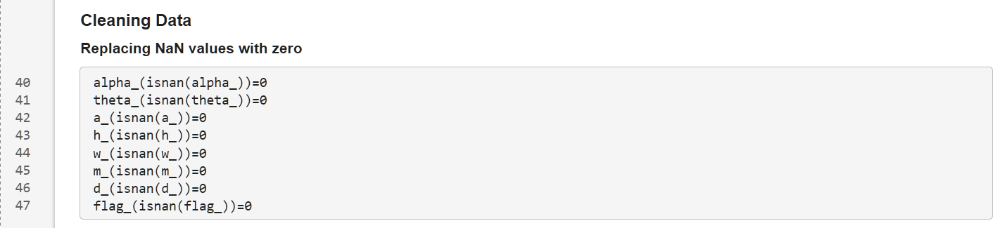 Cleaning Data
Replacing NaN values with zero
40 alpha_(isnan(alpha_))=0
41 theta_(isnan(theta_))=0
42 a_(isnan(a_))=0
43 h_(isnan(h_))=0
44 w_(isnan(w_))=0
45 m_(isnan(m_))=0
46 d_(isnan(d_))=0
47 flag_(isnan(flag_))=0